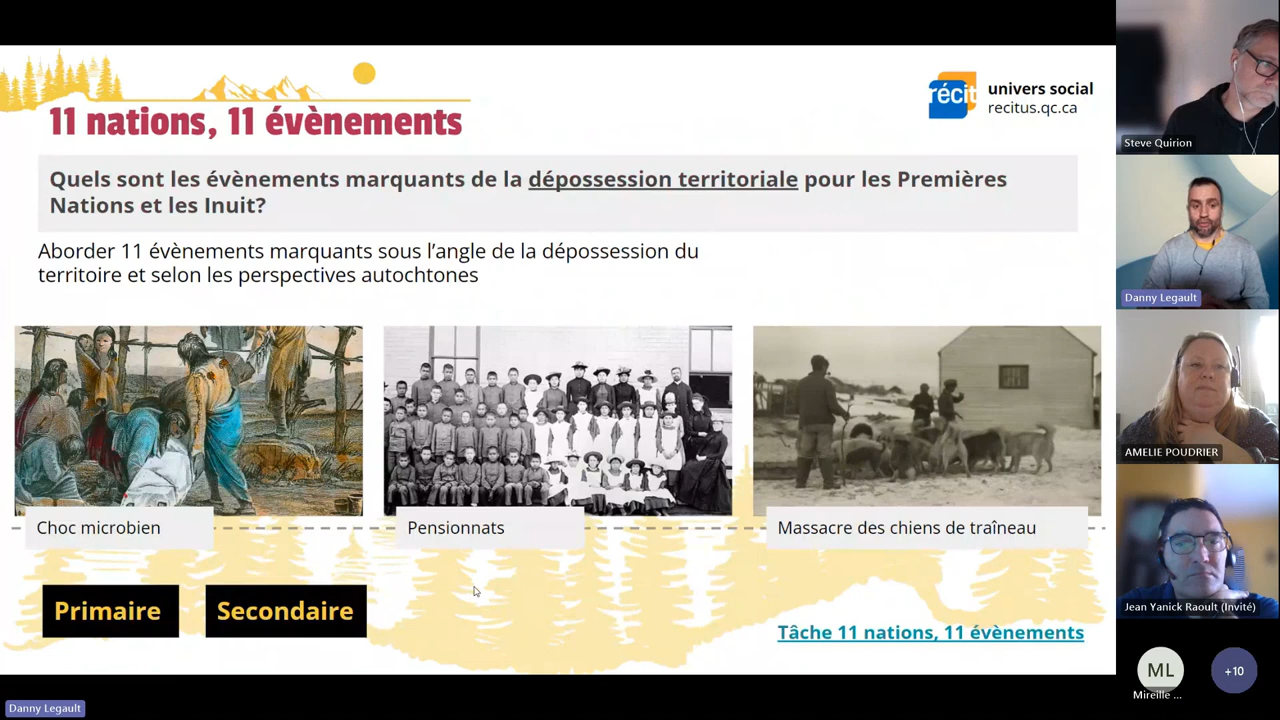 11 nations, 11 évènements
récit
univers social
recitus.qc.ca
Quels sont les évènements marquants de la dépossession territoriale pour les Premières
Nations et les Inuit?
Aborder 11 évènements marquants sous l’angle de la dépossession du
territoire et selon les perspectives autochtones
Choc microbien
Pensionnats
Massacre des chiens de traîneau
Primaire
Secondaire
Tâche 11 nations, 11 évènements
Danny Legault
Steve Quirion
Danny Legault
AMELIE POUDRIER
Jean Yanick Raoult (Invité)
ML
Mireille ...
+10